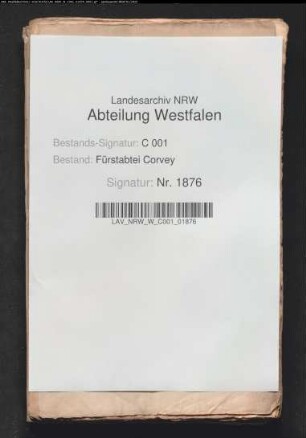 Landesarchiv NRW
Abteilung Westfalen
Bestands-Signatur: C 001
Bestand: Fürstabtei Corvey
Signatur: Nr. 1876
LAV_NRW_W_C001_01876